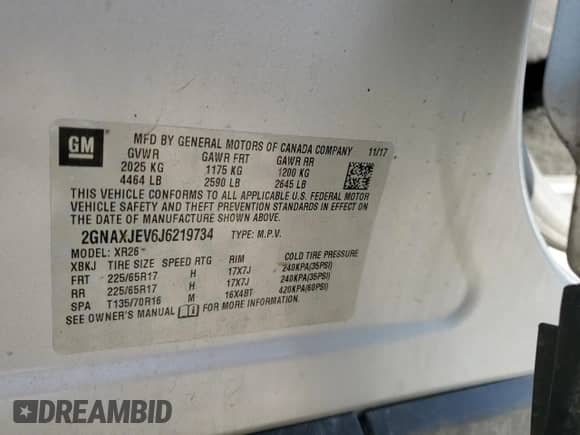 GM
MFD BY GENERAL MOTORS OF CANADA COMPANY 11/17
GVWR GAWR FRT GAWR RR
2025 KG 1175 KG 1200 KG
4464 LB 2590 LB 2645 LB
THIS VEHICLE CONFORMS TO ALL APPLICABLE U.S. FEDERAL MOTOR
VEHICLE SAFETY AND THEFT PREVENTION STANDARDS IN EFFECT ON
THE DATE OF MANUFACTURE SHOWN ABOVE.
2GNAXJEV6J6219734 TYPE: M.P.V.
MODEL: XR26
XBKJ TIRE SIZE SPEED RTG RIM COLD TIRE PRESSURE
FRT 225/65R17 H 17X7J 240KPA(35PSI)
RR 225/65R17 H 17X7J 240KPA(35PSI)
SPA T135/70R16 M 16X4BT 420KPA(60PSI)
SEE OWNER'S MANUAL FOR MORE INFORMATION.
DREAMBID